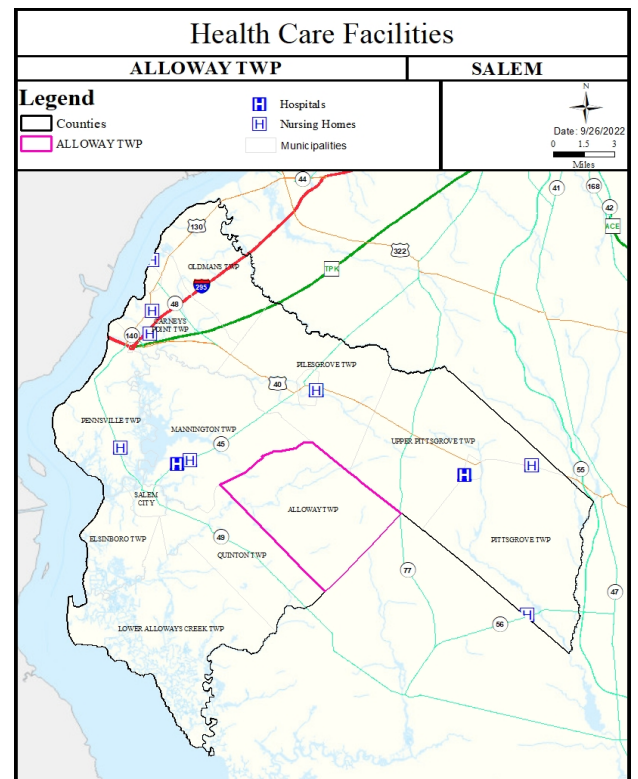 Health Care Facilities
ALLOWAY TWP
SALEM
Legend
Counties
ALLOWAY TWP
H Hospitals
H Nursing Homes
Municipalities
N
Date: 9/26/2022
0 1.5 3
Miles
44
41
168
42
ACE
130
322
OLDMANS TWP
TPK
295
48
CARNEYS
POINT TWP
140
PILESGROVE TWP
40
PENNSVILLE TWP
MANNINGTON TWP
45
UPPER PITTSGROVE TWP
55
SALEM
CITY
ALLOWAY TWP
ELSINBORO TWP
49
QUINTON TWP
PITTSGROVE TWP
77
47
56
LOWER ALLOWAYS CREEK TWP
H
H
H
H
H
H
H
H
H
H